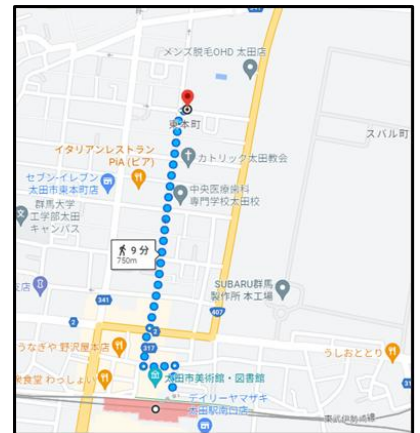 メンズ脱毛OHD 太田店
東本町
スバル町
イタリアンレストラン
PiA (ピア)
カトリック太田教会
セブン-イレブン
太田市東本町店
中央医療歯科
専門学校太田校
群馬大学
工学部太田
キャンパス
9 分
750m
SUBARU群馬
製作所 本工場
341
407
2
2
317
うなぎや 野沢屋本店
うしおととり
食堂 わっしょい
太田市美術館・図書館
デイリーヤマザキ
太田駅南口店
東武伊勢崎線